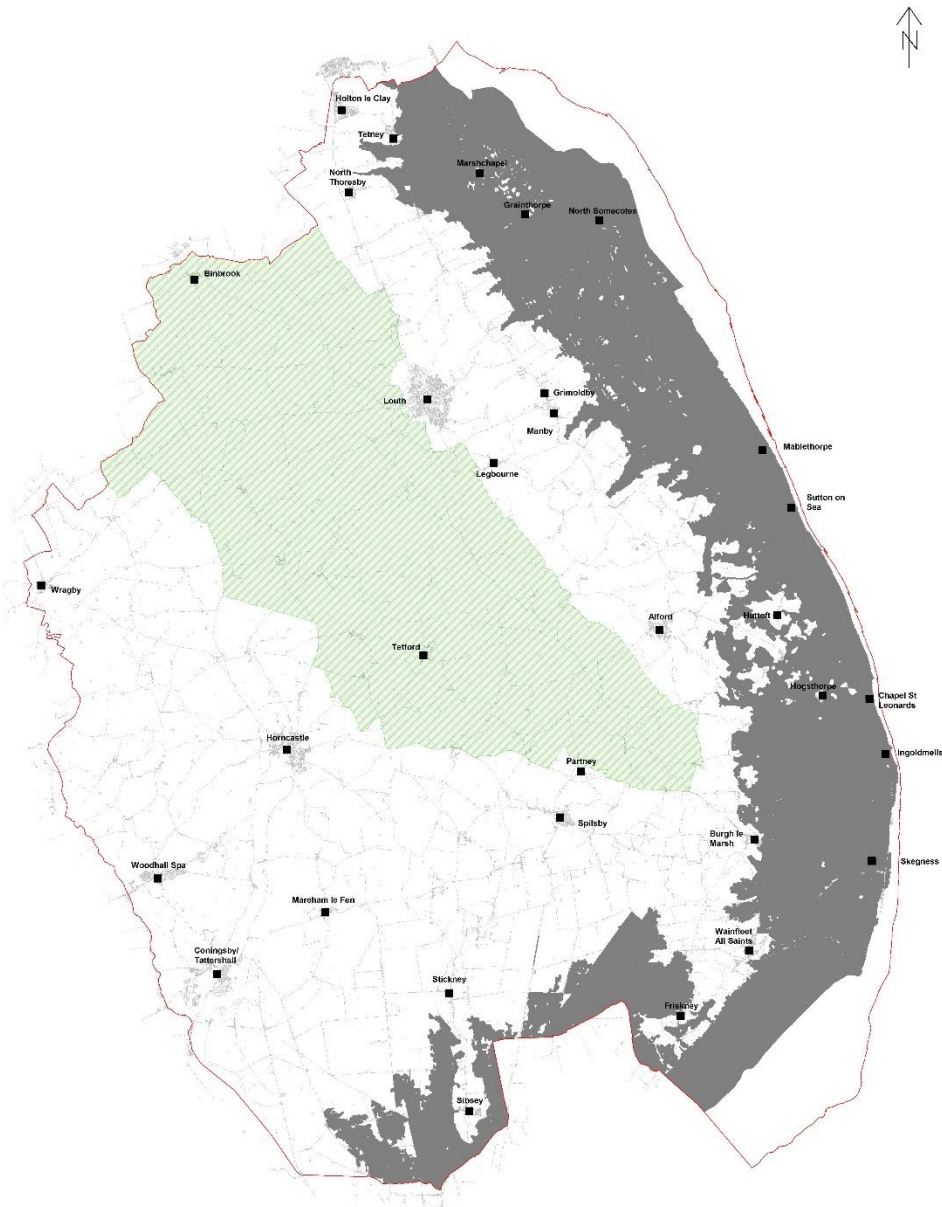 N
Holton le Clay
Tetney
Marshchapel
North
Thoresby
Grainthorpe
North Somecotes
Binbrook
Louth
Grimoldby
Manby
Mablethorpe
Legbourne
Sutton on
Sea
Wragby
Alford
Huttoft
Tetford
Hogsthorpe
Chapel St
Leonards
Horncastle
Ingoldmells
Partney
Spilsby
Burgh le
Marsh
Skegness
Woodhall Spa
Mareham le Fen
Wainfleet
All Saints
Coningsby/
Tattershall
Stickney
Friskney
Sibsey